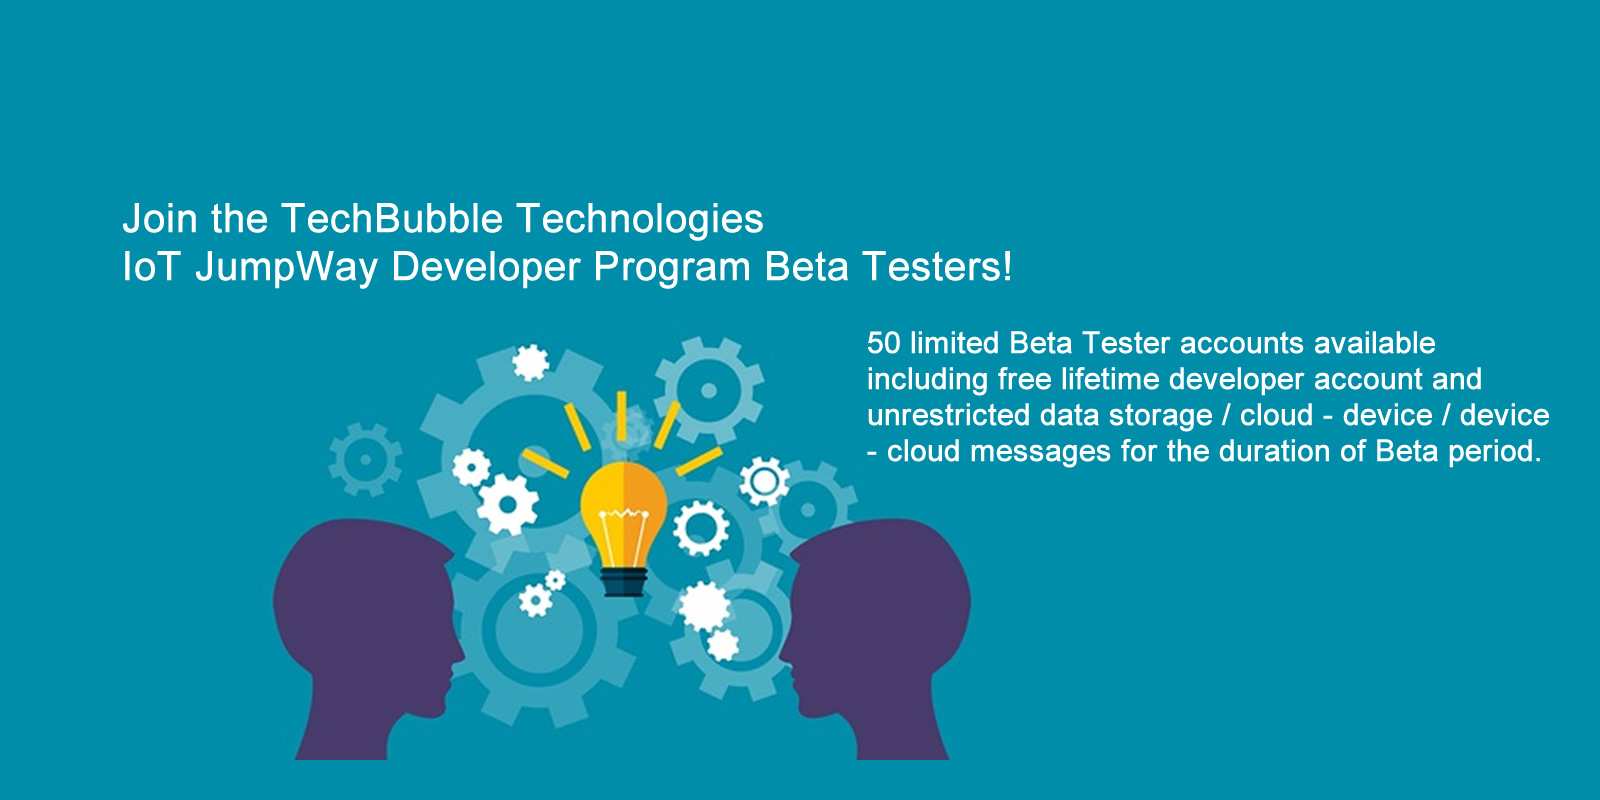 Join the TechBubble Technologies
IoT JumpWay Developer Program Beta Testers!
50 limited Beta Tester accounts available
including free lifetime developer account and
unrestricted data storage / cloud - device / device
- cloud messages for the duration of Beta period.